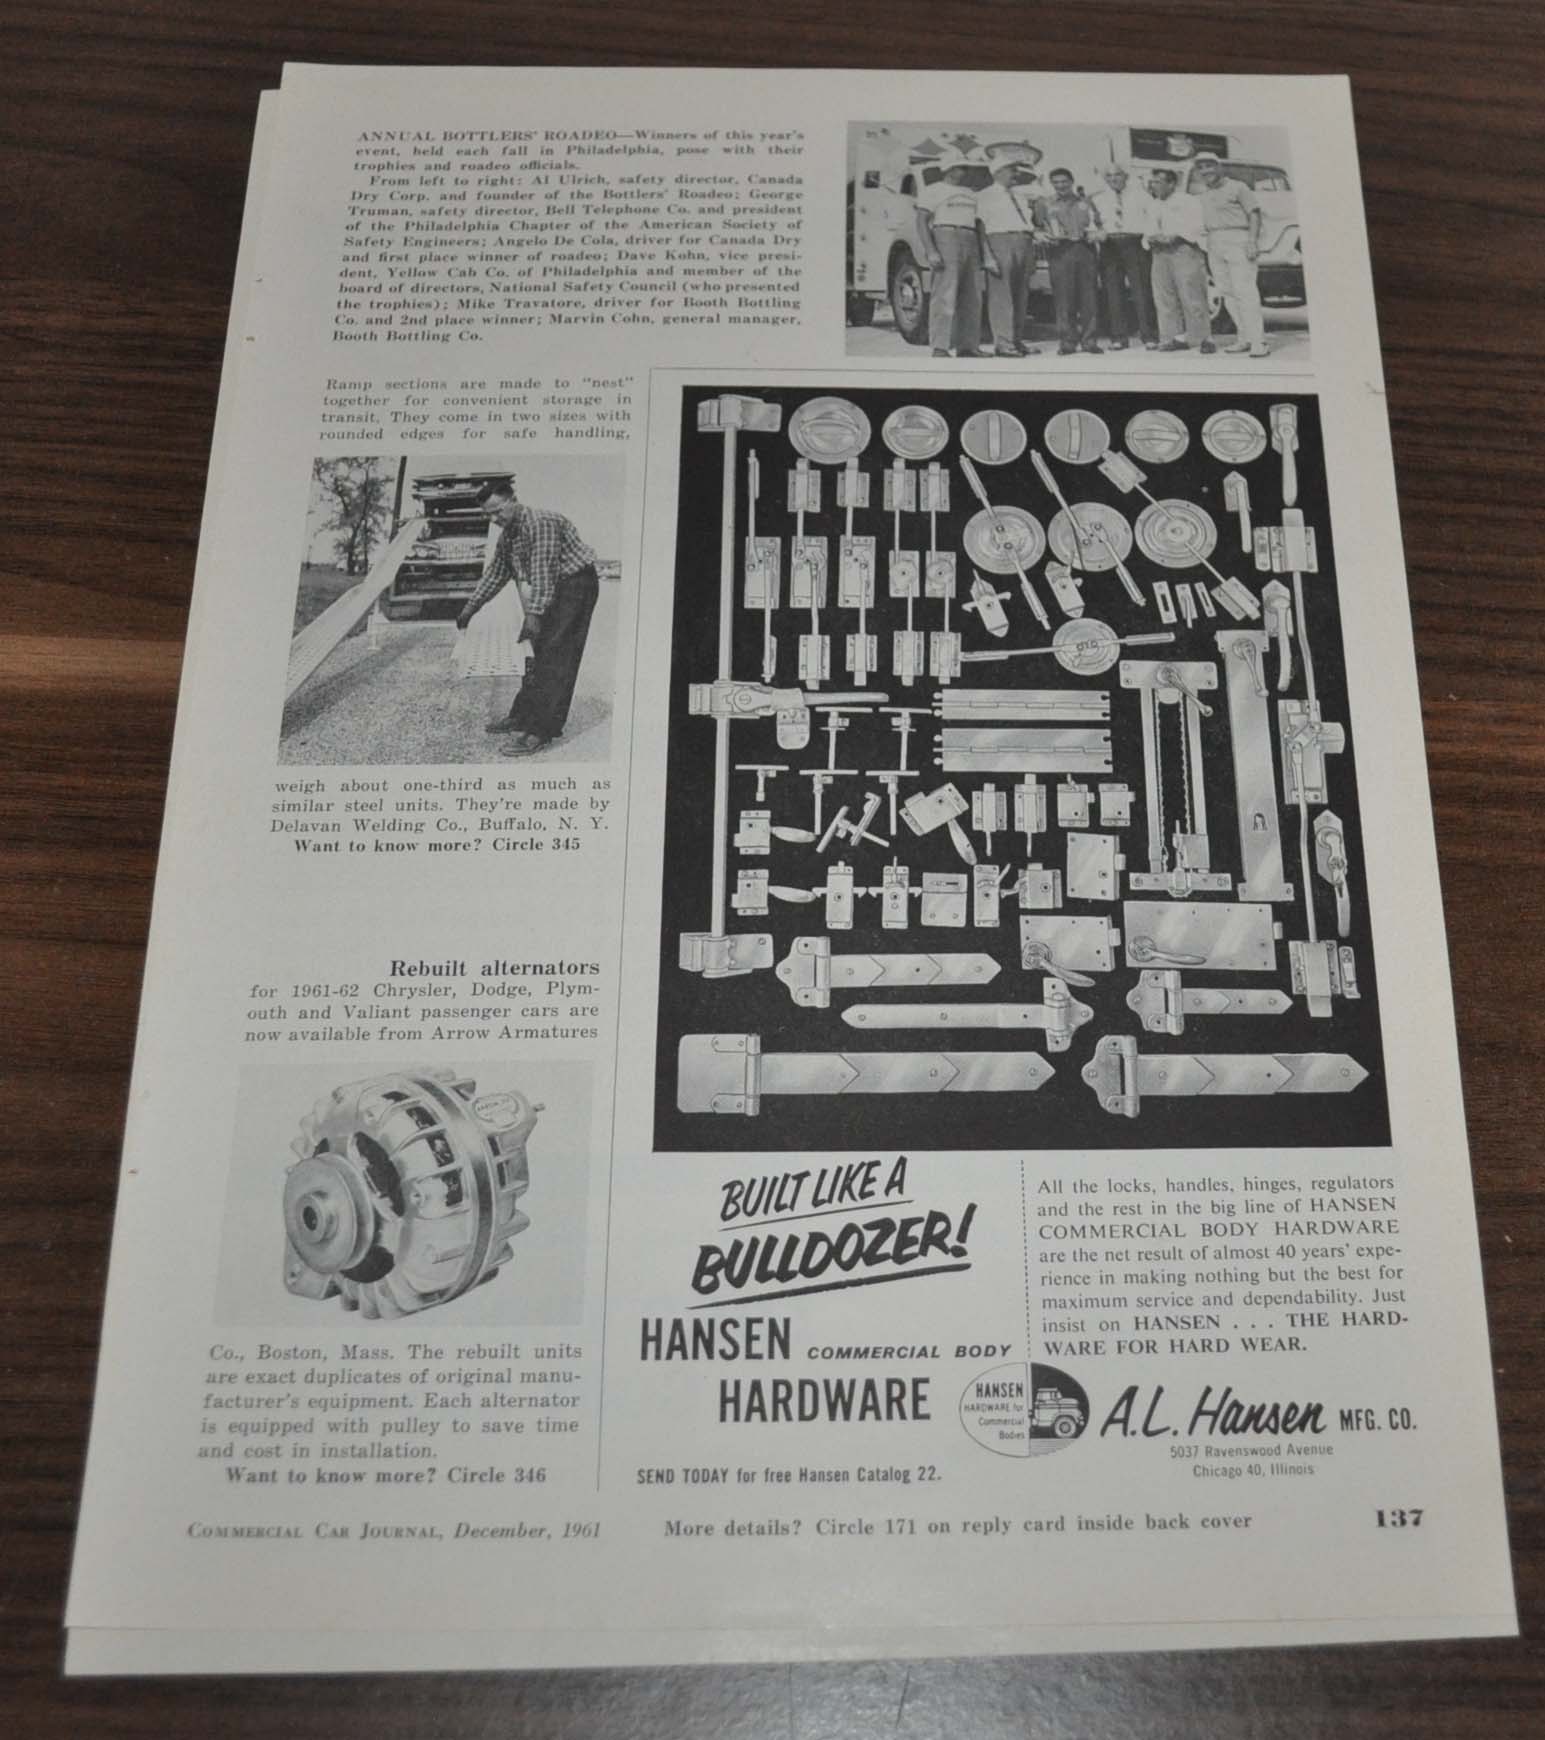 ANNUAL BOTTLERS' ROADEO—Winners of this year's
event, held each fall in Philadelphia, pose with their
trophies and roadeo officials.
From left to right: Al Ulrich, safety director, Canada
Dry Corp. and founder of the Bottlers' Roadeo; George
Truman, safety director, Bell Telephone Co. and president
of the Philadelphia Chapter of the American Society of
Safety Engineers; Angelo De Cola, driver for Canada Dry
and first place winner of roadeo; Dave Kohn, vice presi-
dent, Yellow Cab Co. of Philadelphia and member of the
board of directors, National Safety Council (who presented
the trophies); Mike Travatore, driver for Booth Bottling
Co. and 2nd place winner; Marvin Cohn, general manager,
Booth Bottling Co.
Ramp sections are made to "nest"
together for convenient storage in
transit. They come in two sizes with
rounded edges for safe handling,
weigh about one-third as much as
similar steel units. They're made by
Delavan Welding Co., Buffalo, N. Y.
Want to know more? Circle 345
Rebuilt alternators
for 1961-62 Chrysler, Dodge, Plym-
outh and Valiant passenger cars are
now available from Arrow Armatures
Co., Boston, Mass. The rebuilt units
are exact duplicates of original manu-
facturer's equipment. Each alternator
is equipped with pulley to save time
and cost in installation.
Want to know more? Circle 346
BUILT LIKE A
BULLDOZER!
HANSEN COMMERCIAL BODY
HARDWARE
SEND TODAY for free Hansen Catalog 22.
All the locks, handles, hinges, regulators
and the rest in the big line of HANSEN
COMMERCIAL BODY HARDWARE
are the net result of almost 40 years' expe-
rience in making nothing but the best for
maximum service and dependability. Just
insist on HANSEN . . . THE HARD-
WARE FOR HARD WEAR.
HANSEN
HARDWARE for
Commercial
Bodies
A.L. Hansen MFG. CO.
5037 Ravenswood Avenue
Chicago 40, Illinois
COMMERCIAL CAR JOURNAL, December, 1961
More details? Circle 171 on reply card inside back cover
137